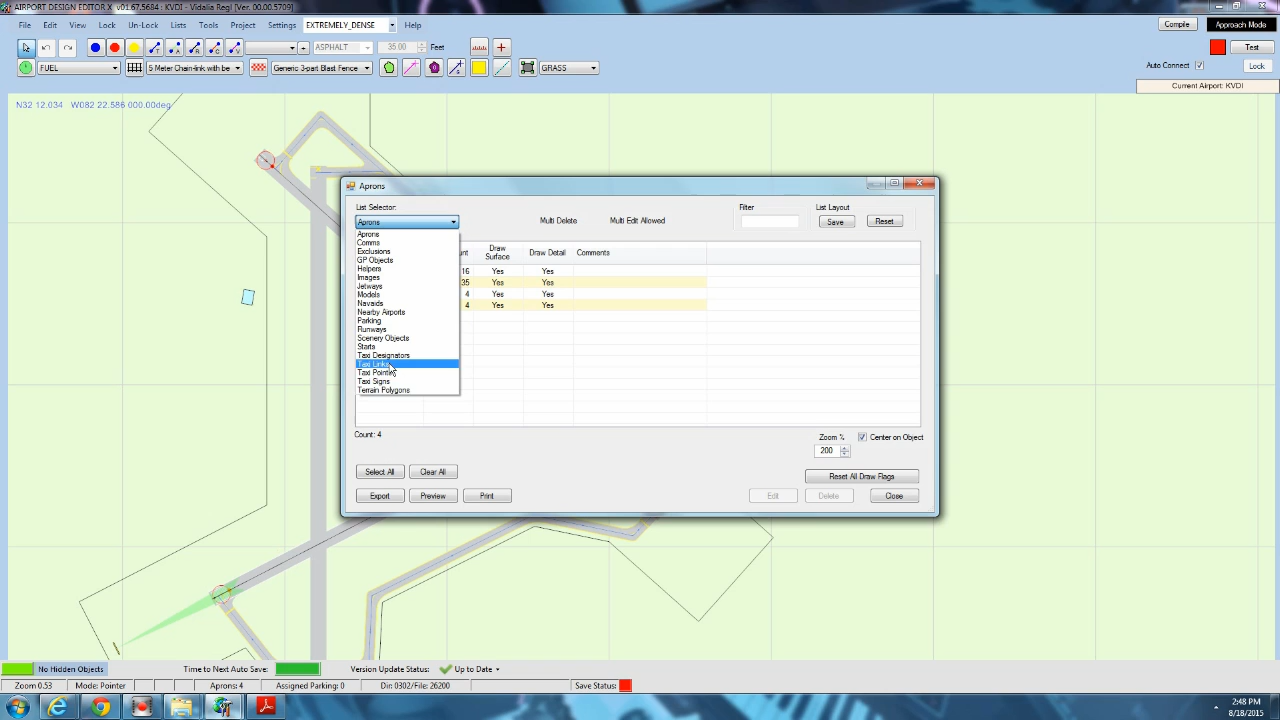 AIRPORT DESIGN EDITOR X v01.67.5684 : KVDI - Vidalia Reg [Ver. 00.00.5709]
File Edit View Lock Un-Lock Lists Tools Project Settings EXTREMELY_DENSE Help
Compile Approach Mode
ASPHALT 35.00 Feet
Test
FUEL 5 Meter Chain-link with be Generic 3-part Blast Fence GRASS
Auto Connect Lock
Current Airport: KVDI
N32 12.034 W082 22.586 000.00deg
Aprons
List Selector:
Aprons
Multi Delete Multi Edit Allowed
Filter
List Layout
Save Reset
Aprons
Comms
Exclusions
GP Objects
Helpers
Images
Jetways
Models
Navaids
Nearby Airports
Parking
Runways
Scenery Objects
Starts
Taxi Designators
Taxi Links
Taxi Points
Taxi Signs
Terrain Polygons
unt Draw Surface Draw Detail Comments
16 Yes Yes
35 Yes Yes
4 Yes Yes
4 Yes Yes
Count: 4
Zoom % Center on Object
200
Select All Clear All
Reset All Draw Flags
Export Preview Print Edit Delete Close
No Hidden Objects Time to Next Auto Save: Version Update Status: Up to Date
Zoom 0.53 Mode: Pointer Aprons: 4 Assigned Parking: 0 Dir: 0302/File: 26200 Save Status:
2:48 PM
8/18/2015